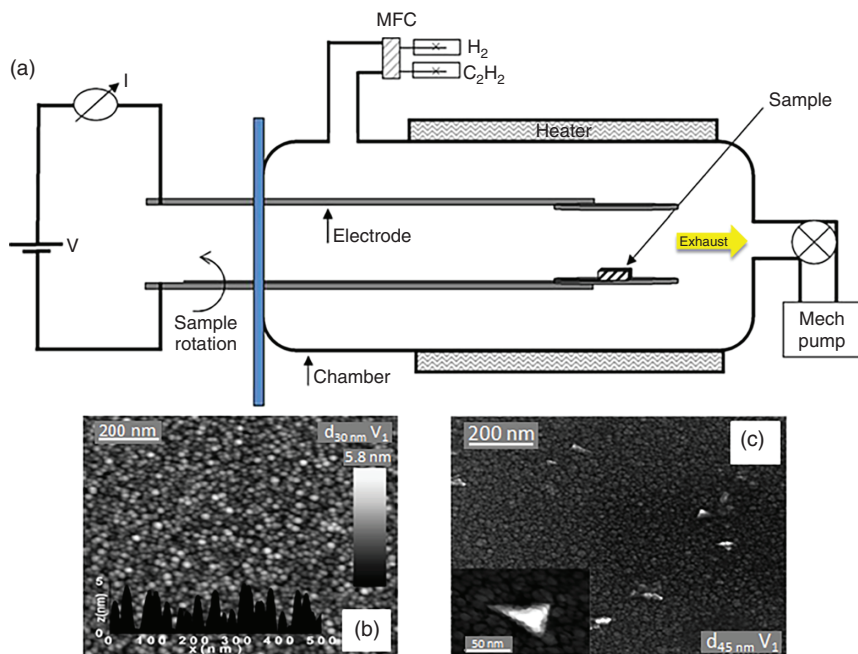 (a)
MFC
H2
C2H2
I
Heater
Sample
V
Electrode
Exhaust
Sample
rotation
Mech
pump
Chamber
200 nm
d30 nm V1
5.8 nm
5
z(nm)
0
0 100 200 300 400 500
x(nm)
(b)
200 nm
(c)
50 nm
d45 nm V1